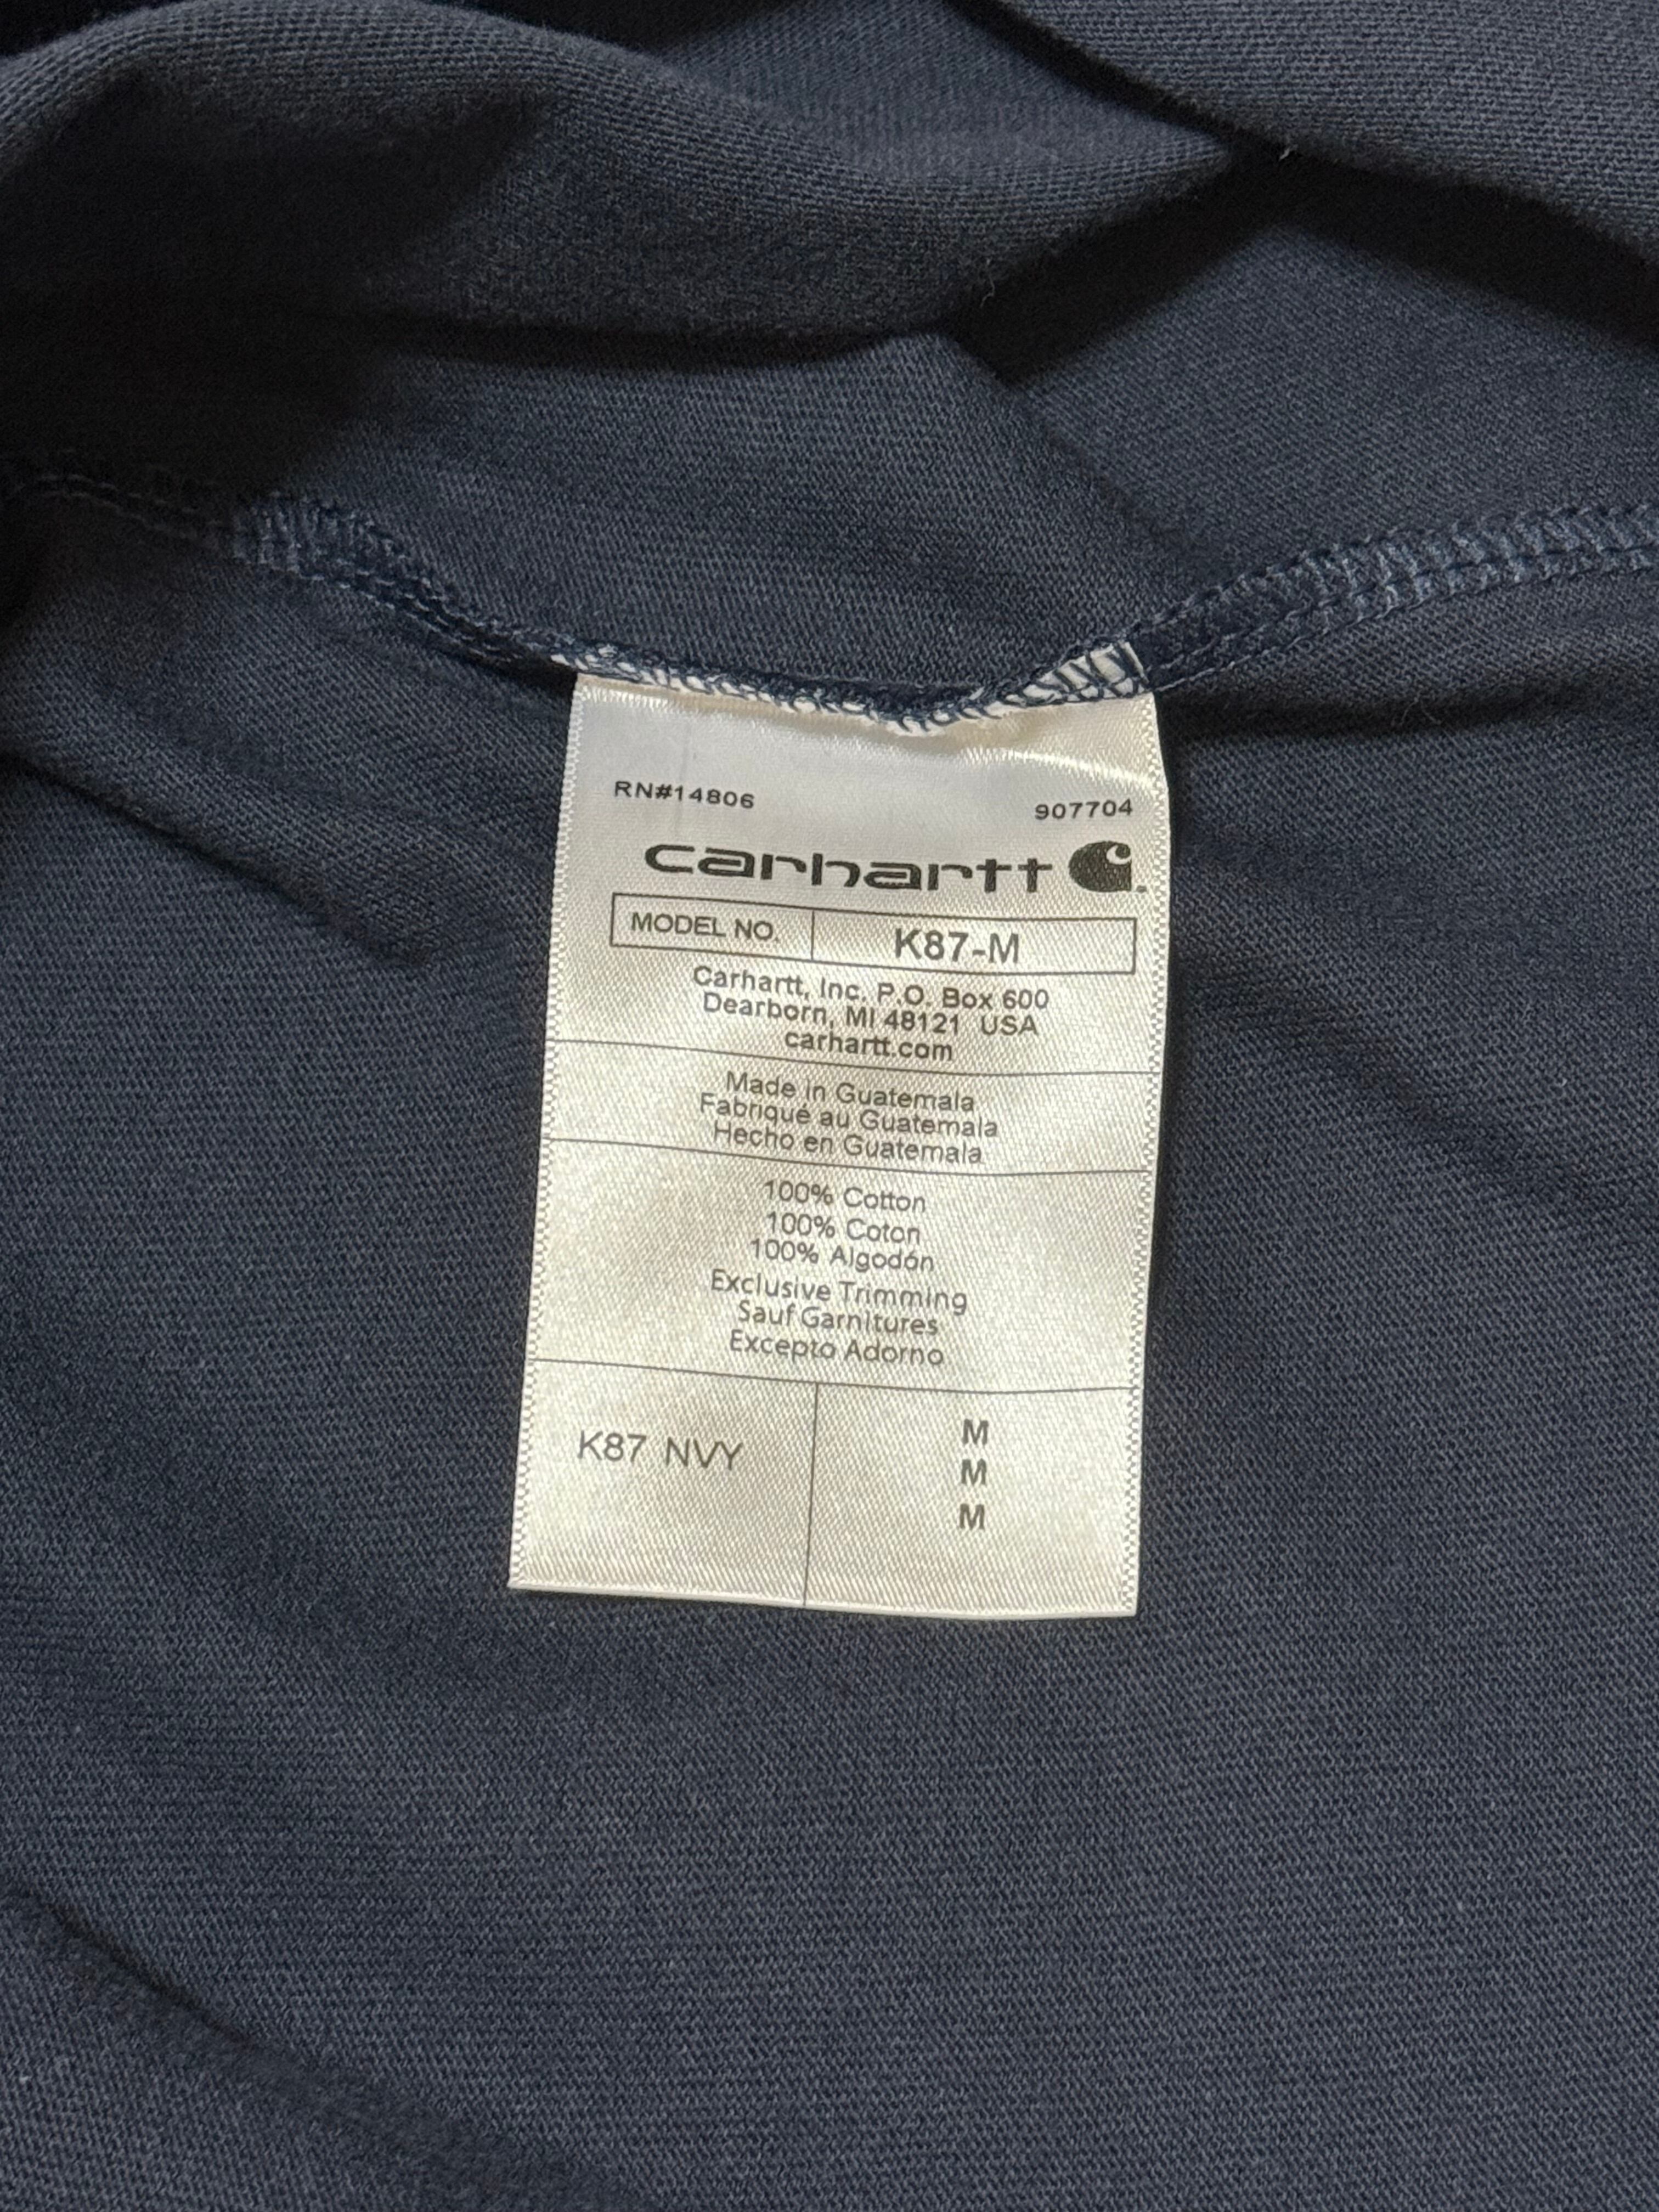 RN#14806 907704
carhartt
MODEL NO. K87-M
Carhartt, Inc. P.O. Box 600
Dearborn, MI 48121 USA
carhartt.com
Made in Guatemala
Fabriqué au Guatemala
Hecho en Guatemala
100% Cotton
100% Coton
100% Algodón
Exclusive Trimming
Sauf Garnitures
Excepto Adorno
K87 NVY
M
M
M